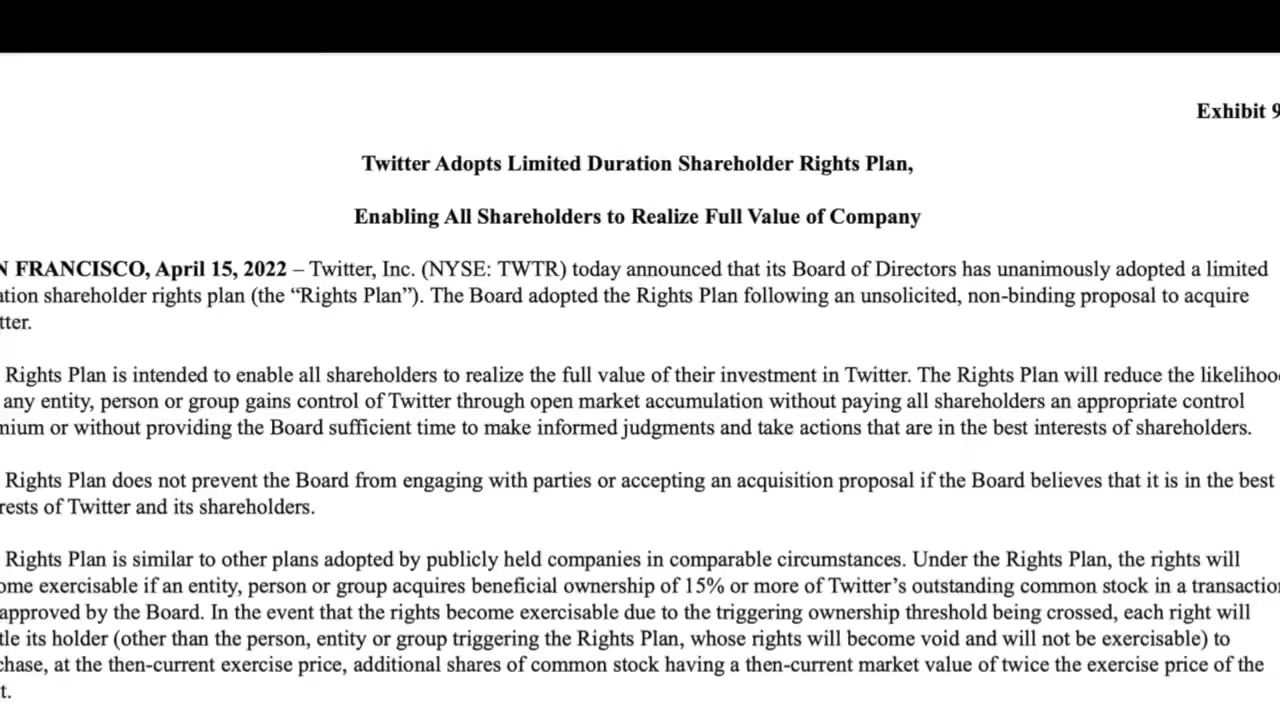 Exhibit 9
Twitter Adopts Limited Duration Shareholder Rights Plan,
Enabling All Shareholders to Realize Full Value of Company
N FRANCISCO, April 15, 2022 – Twitter, Inc. (NYSE: TWTR) today announced that its Board of Directors has unanimously adopted a limited
ation shareholder rights plan (the “Rights Plan”). The Board adopted the Rights Plan following an unsolicited, non-binding proposal to acquire
tter.
Rights Plan is intended to enable all shareholders to realize the full value of their investment in Twitter. The Rights Plan will reduce the likelihoo
any entity, person or group gains control of Twitter through open market accumulation without paying all shareholders an appropriate control
mium or without providing the Board sufficient time to make informed judgments and take actions that are in the best interests of shareholders.
Rights Plan does not prevent the Board from engaging with parties or accepting an acquisition proposal if the Board believes that it is in the best
rests of Twitter and its shareholders.
Rights Plan is similar to other plans adopted by publicly held companies in comparable circumstances. Under the Rights Plan, the rights will
ome exercisable if an entity, person or group acquires beneficial ownership of 15% or more of Twitter’s outstanding common stock in a transaction
approved by the Board. In the event that the rights become exercisable due to the triggering ownership threshold being crossed, each right will
tle its holder (other than the person, entity or group triggering the Rights Plan, whose rights will become void and will not be exercisable) to
chase, at the then-current exercise price, additional shares of common stock having a then-current market value of twice the exercise price of the
t.